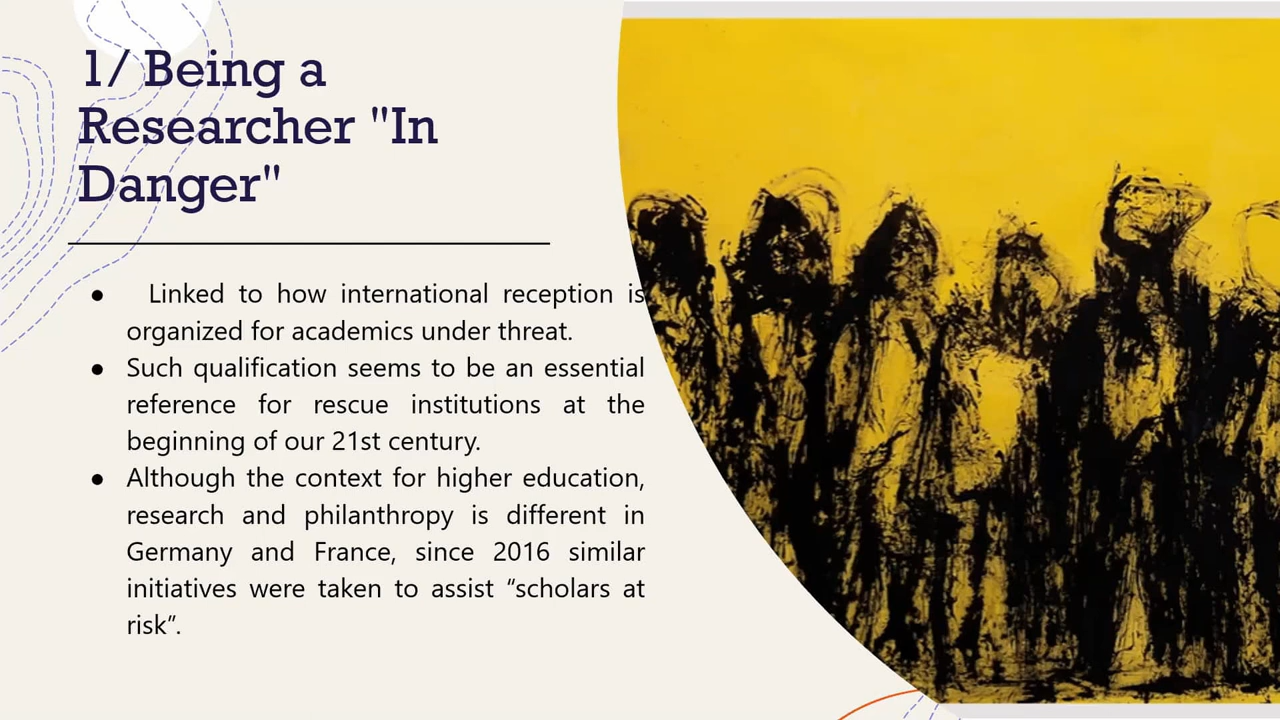 1/ Being a
Researcher "In
Danger"
● Linked to how international reception is
organized for academics under threat.
● Such qualification seems to be an essential
reference for rescue institutions at the
beginning of our 21st century.
● Although the context for higher education,
research and philanthropy is different in
Germany and France, since 2016 similar
initiatives were taken to assist “scholars at
risk”.